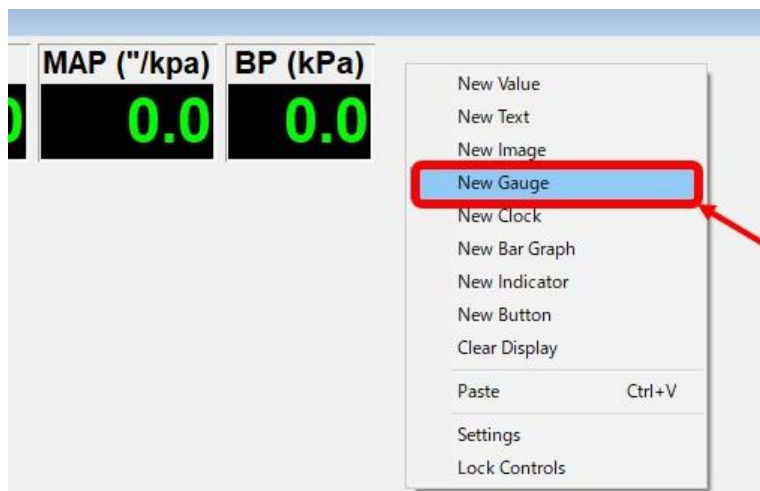 MAP ("/kpa) BP (kPa)
0 0.0 0.0
New Value
New Text
New Image
New Gauge
New Clock
New Bar Graph
New Indicator
New Button
Clear Display
Paste Ctrl+V
Settings
Lock Controls